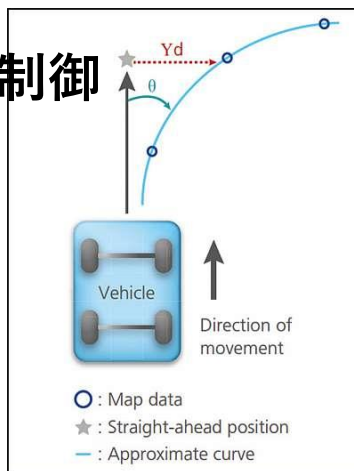 制御
Yd
θ
Vehicle
Direction of
movement
: Map data
: Straight-ahead position
: Approximate curve